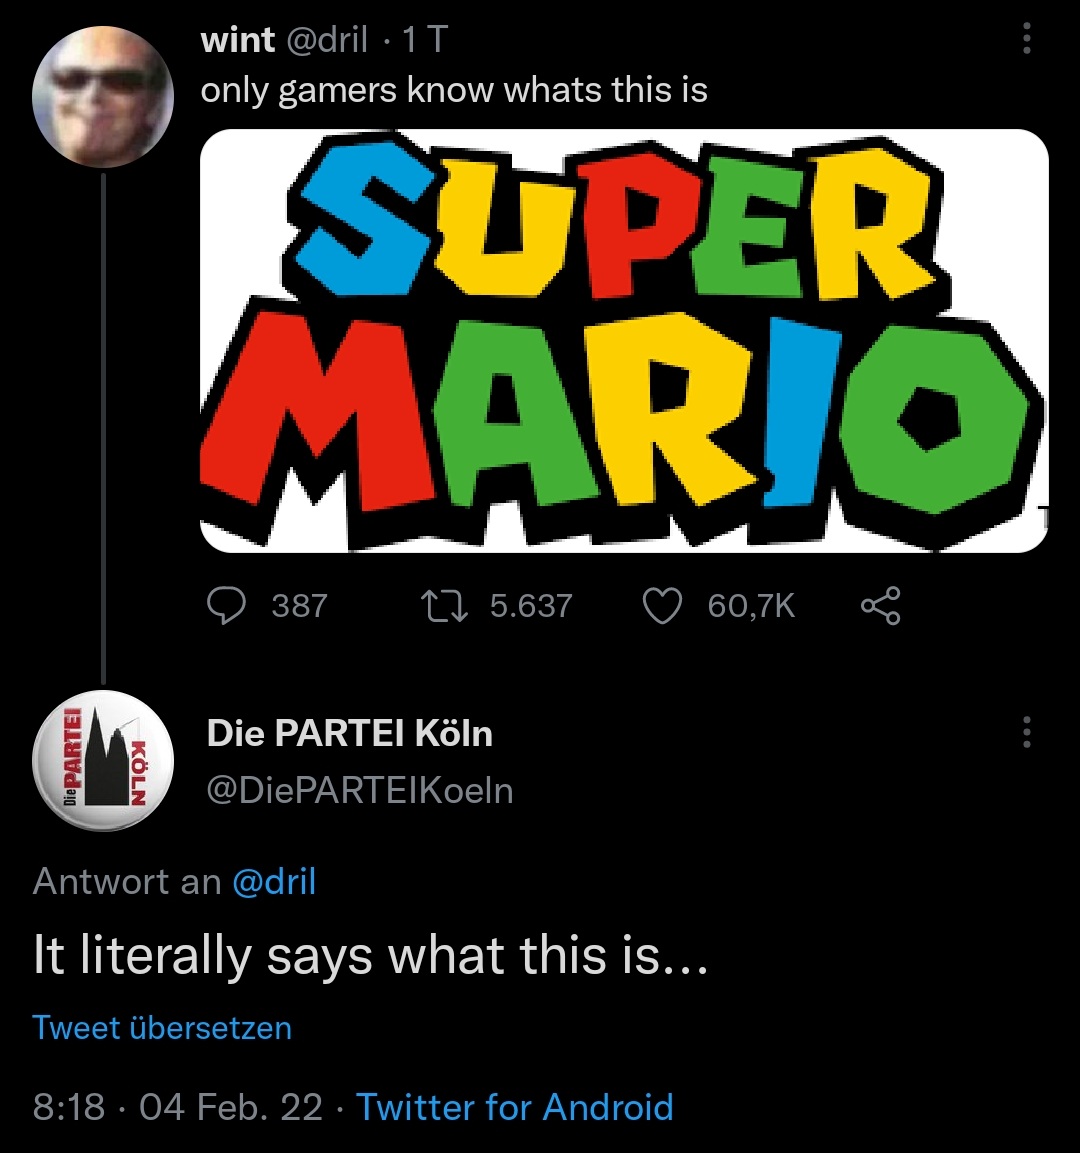 wint @dril · 1 T
only gamers know whats this is
SUPER
MARIO
387 5.637 60,7K
Die PARTEI KÖLN
Die PARTEI Köln
@DiePARTEIKoeln
Antwort an @dril
It literally says what this is...
Tweet übersetzen
8:18 · 04 Feb. 22 · Twitter for Android